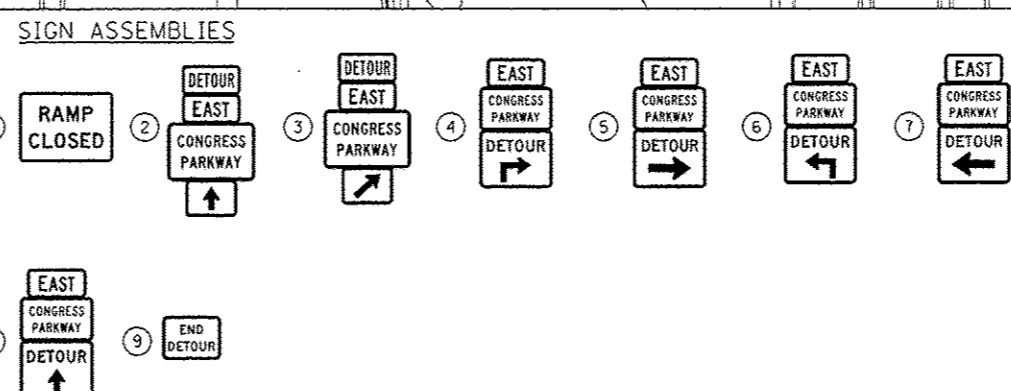 SIGN ASSEMBLIES
RAMP
CLOSED
2
DETOUR
EAST
CONGRESS
PARKWAY
3
DETOUR
EAST
CONGRESS
PARKWAY
4
EAST
CONGRESS
PARKWAY
DETOUR
5
EAST
CONGRESS
PARKWAY
DETOUR
6
EAST
CONGRESS
PARKWAY
DETOUR
7
EAST
CONGRESS
PARKWAY
DETOUR
EAST
CONGRESS
PARKWAY
DETOUR
9
END
DETOUR